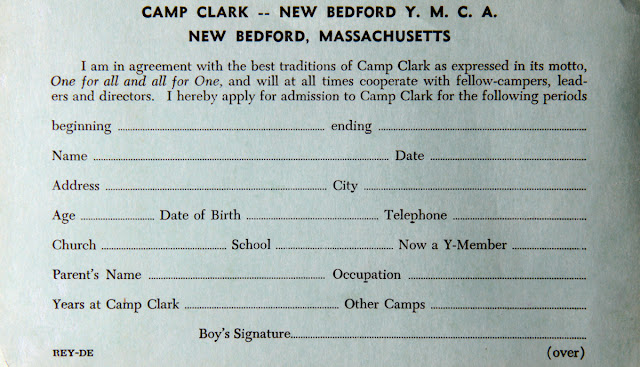 CAMP CLARK -- NEW BEDFORD Y. M. C. A.
NEW BEDFORD, MASSACHUSETTS
I am in agreement with the best traditions of Camp Clark as expressed in its motto,
One for all and all for One, and will at all times cooperate with fellow-campers, lead-
ers and directors. I hereby apply for admission to Camp Clark for the following periods
beginning ........ ending ........
Name ........ Date ........
Address ........ City ........
Age ........ Date of Birth ........ Telephone ........
Church ........ School ........ Now a Y-Member ........
Parent's Name ........ Occupation ........
Years at Camp Clark ........ Other Camps ........
Boy's Signature........
REY-DE (over)